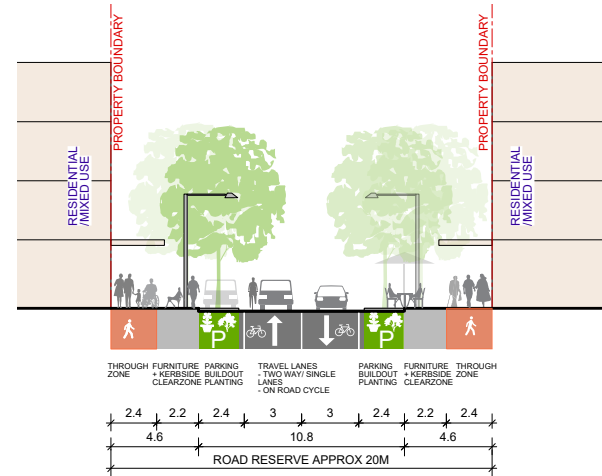 PROPERTY BOUNDARY
PROPERTY BOUNDARY
RESIDENTIAL
/MIXED USE
RESIDENTIAL
/MIXED USE
P
P
THROUGH
ZONE
FURNITURE
+ KERBSIDE
CLEARZONE
PARKING
BUILDOUT
PLANTING
TRAVEL LANES
- TWO WAY/ SINGLE
LANES
- ON ROAD CYCLE
PARKING
BUILDOUT
PLANTING
FURNITURE
+ KERBSIDE
CLEARZONE
THROUGH
ZONE
2.4 2.2 2.4 3 3 2.4 2.2 2.4
4.6 10.8 4.6
ROAD RESERVE APPROX 20M